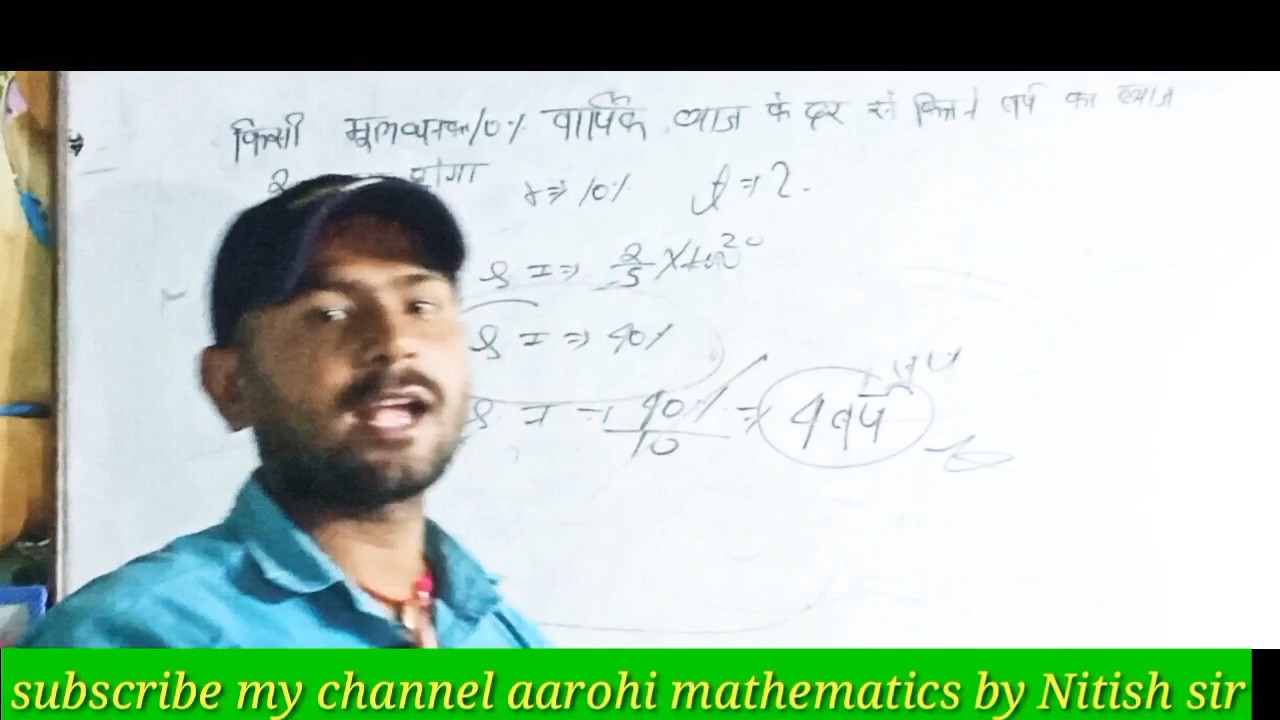 किसी मूलधन का 10% वार्षिक ब्याज के दर से कितने वर्ष का ब्याज
2 होगा
r ⇒ 10% t ⇒ ?
S I ⇒ 2/5 × 100 20
S I ⇒ 40%
S I ⇒ 40%/10 ⇒ 4 वर्ष
subscribe my channel aarohi mathematics by Nitish sir